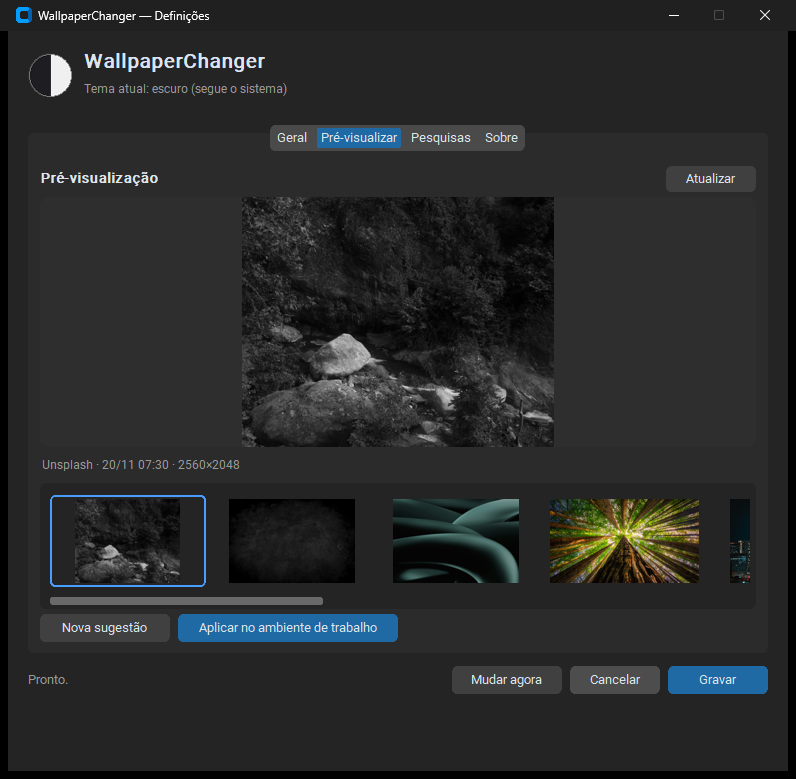 WallpaperChanger — Definições
WallpaperChanger
Tema atual: escuro (segue o sistema)
Geral Pré-visualizar Pesquisas Sobre
Pré-visualização
Atualizar
Unsplash · 20/11 07:30 · 2560×2048
Nova sugestão
Aplicar no ambiente de trabalho
Pronto.
Mudar agora
Cancelar
Gravar